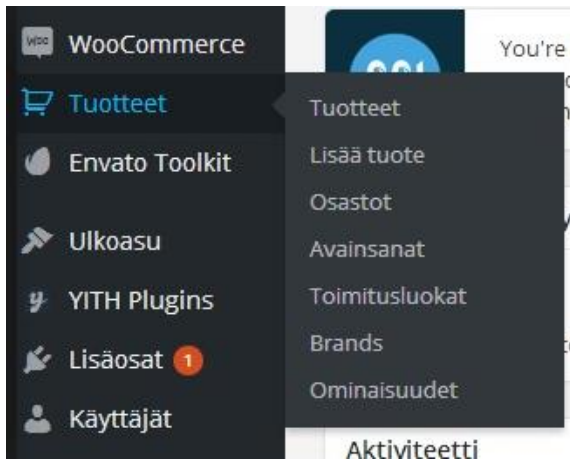 WooCommerce
Tuotteet
Envato Toolkit
Ulkoasu
YITH Plugins
Lisäosat 1
Käyttäjät
Tuotteet
Lisää tuote
Osastot
Avainsanat
Toimitusluokat
Brands
Ominaisuudet
You're
Aktiviteetti